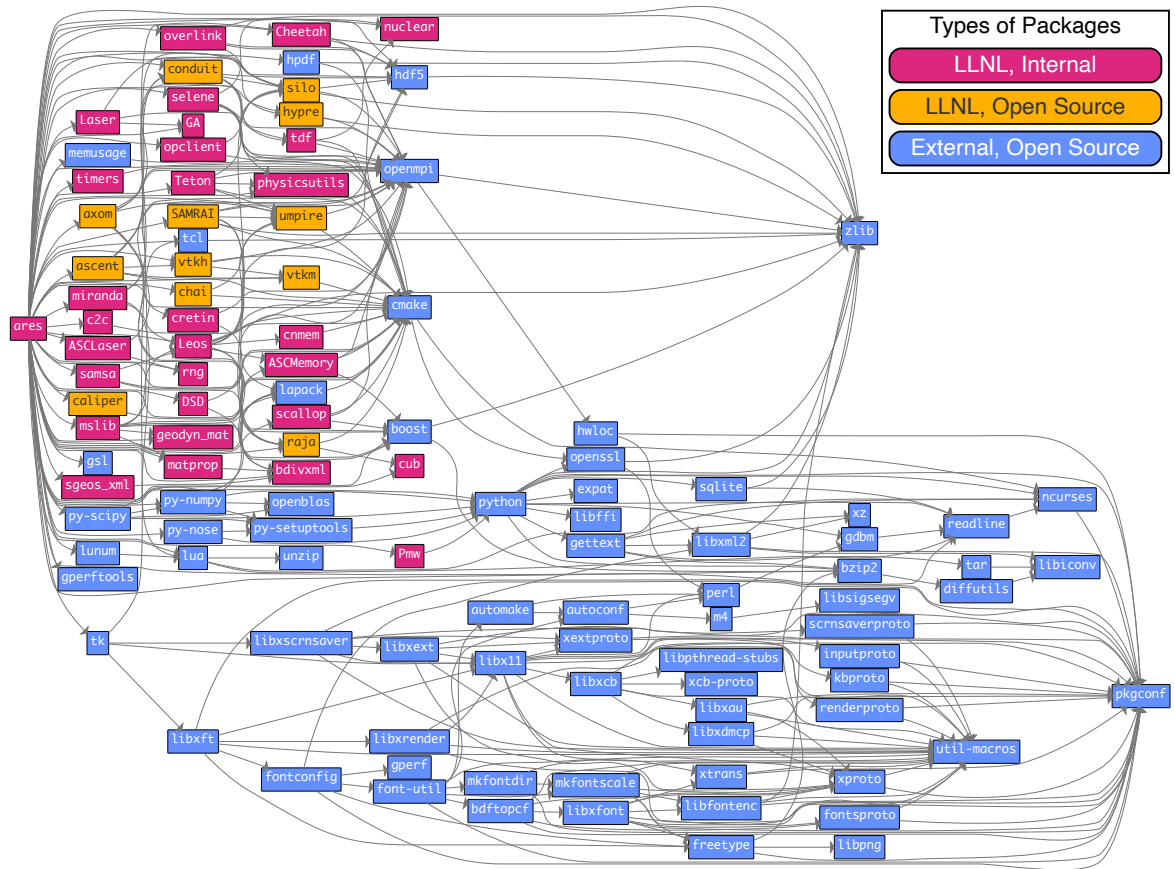 Types of Packages
LLNL, Internal
LLNL, Open Source
External, Open Source
ares
Laser
memusage
timers
axom
ascent
miranda
c2c
ASCLaser
samsa
caliper
mslib
gsl
sgeos_xml
py-scipy
lunum
gperftools
tk
overlink
conduit
selene
GA
opclient
Teton
SAMRAI
tcl
vtkh
chai
cretin
Leos
rng
DSD
geodyn_mat
matprop
py-numpy
py-nose
lua
libxft
Cheetah
hpdf
silo
hypre
tdf
physicsutils
umpire
vtkm
cnmem
ASCMemory
lapack
scallop
raja
bdivxml
openblas
py-setuptools
unzip
libxscrnsaver
fontconfig
nuclear
hdf5
openmpi
cmake
boost
cub
Pmw
libxext
libxrender
gperf
font-util
python
automake
libx11
mkfontdir
bdftopcf
hwloc
openssl
expat
libffi
gettext
autoconf
xextproto
libxcb
mkfontscale
libxfont
sqlite
libxml2
perl
m4
libpthread-stubs
xcb-proto
libxau
libxdmcp
xtrans
libfontenc
freetype
zlib
xz
gdbm
bzip2
libsigsegv
scrnsaverproto
inputproto
kbproto
renderproto
xproto
fontsproto
libpng
readline
tar
diffutils
util-macros
ncurses
libiconv
pkgconf